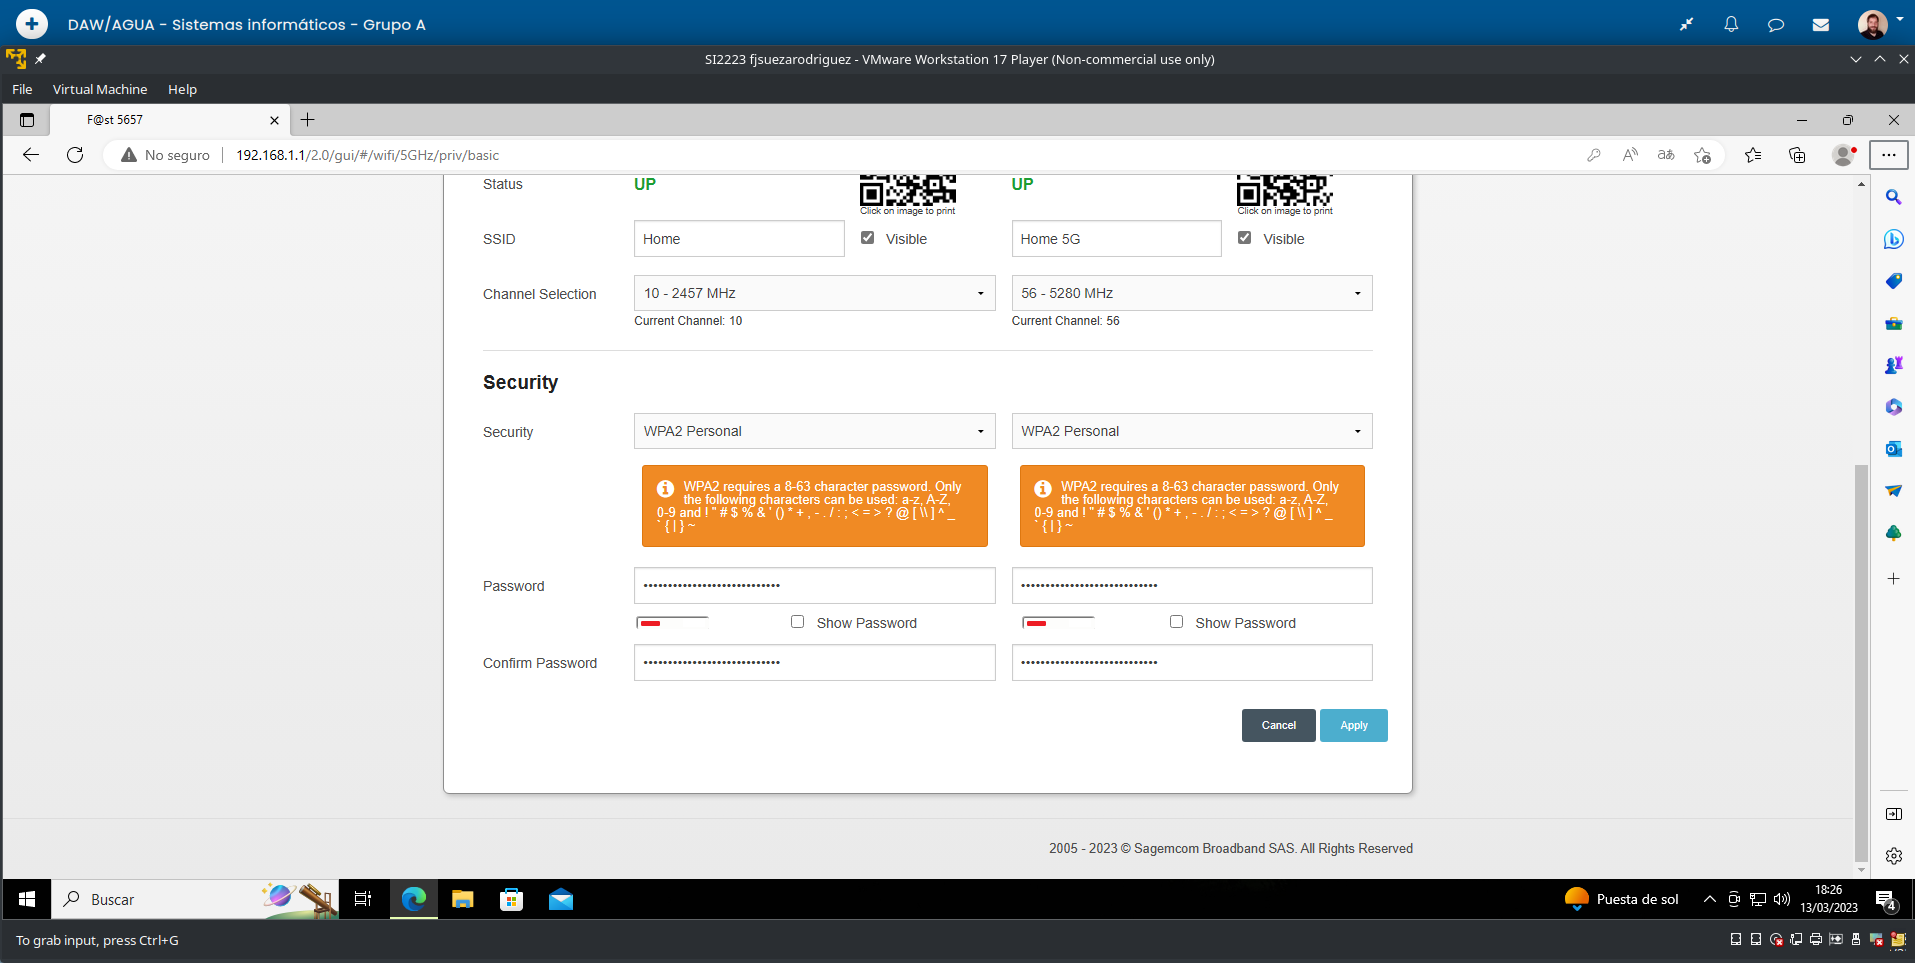 DAW/AGUA - Sistemas informáticos - Grupo A
SI2223 fjsuezarodriguez - VMware Workstation 17 Player (Non-commercial use only)
File Virtual Machine Help
F@st 5657
No seguro 192.168.1.1/2.0/gui/#/wifi/5GHz/priv/basic
Status UP UP
Click on image to print Click on image to print
SSID Home Visible Home 5G Visible
Channel Selection 10 - 2457 MHz 56 - 5280 MHz
Current Channel: 10 Current Channel: 56
Security
Security WPA2 Personal WPA2 Personal
WPA2 requires a 8-63 character password. Only
the following characters can be used: a-z, A-Z,
0-9 and ! " # $ % & ' () * + , - . / : ; < = > ? @ [ \\ ] ^ _
` { | } ~
WPA2 requires a 8-63 character password. Only
the following characters can be used: a-z, A-Z,
0-9 and ! " # $ % & ' () * + , - . / : ; < = > ? @ [ \\ ] ^ _
` { | } ~
Password •••••••••••••••••••••••••••• ••••••••••••••••••••••••••••
Show Password Show Password
Confirm Password •••••••••••••••••••••••••••• ••••••••••••••••••••••••••••
Cancel Apply
2005 - 2023 © Sagemcom Broadband SAS. All Rights Reserved
Buscar Puesta de sol 18:26
13/03/2023 4
To grab input, press Ctrl+G